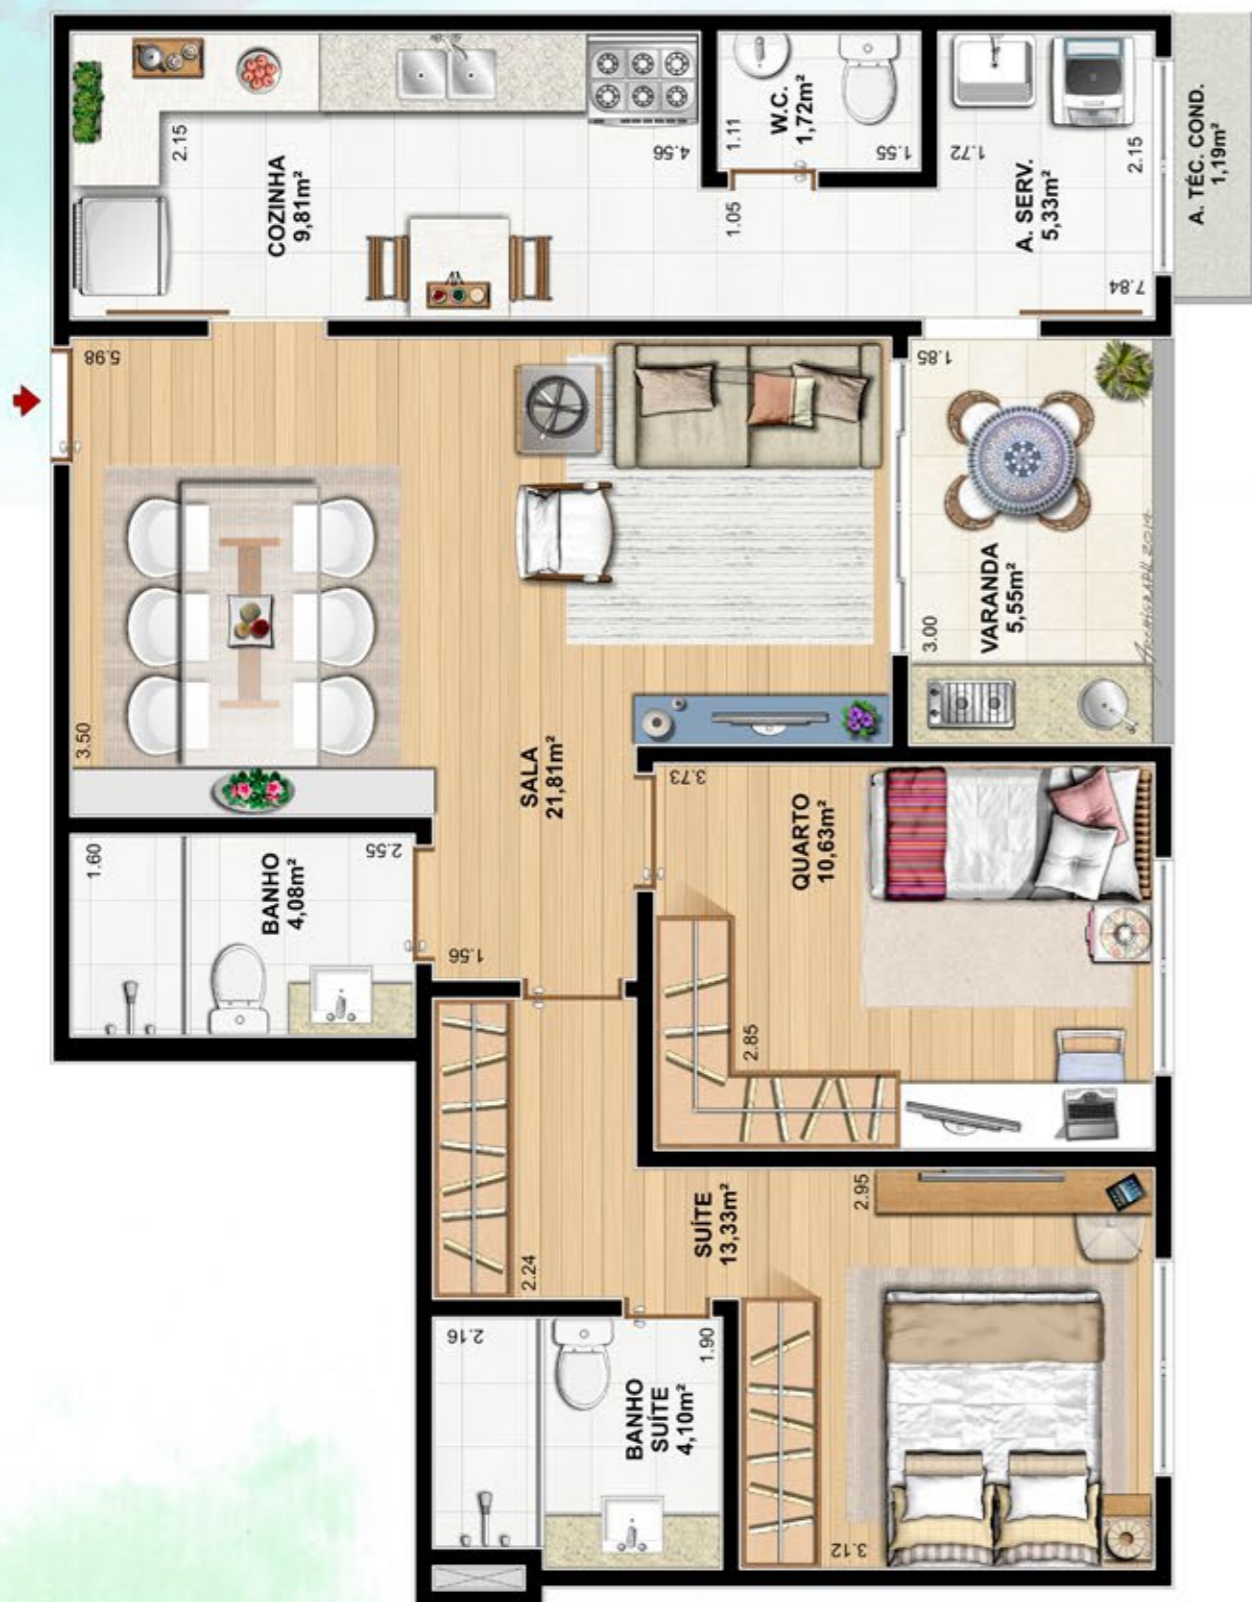 COZINHA
9,81m²
2.15
4.56
W.C.
1,72m²
1.11
1.55
1.05
A. SERV.
5,33m²
1.72
2.15
7.84
A. TÉC. COND.
1,19m²
5.98
3.50
SALA
21,81m²
1.56
VARANDA
5,55m²
1.85
3.00
BANHO
4,08m²
1.60
2.55
QUARTO
10,63m²
3.73
2.85
SUÍTE
13,33m²
2.95
2.24
3.12
BANHO
SUÍTE
4,10m²
2.16
1.90